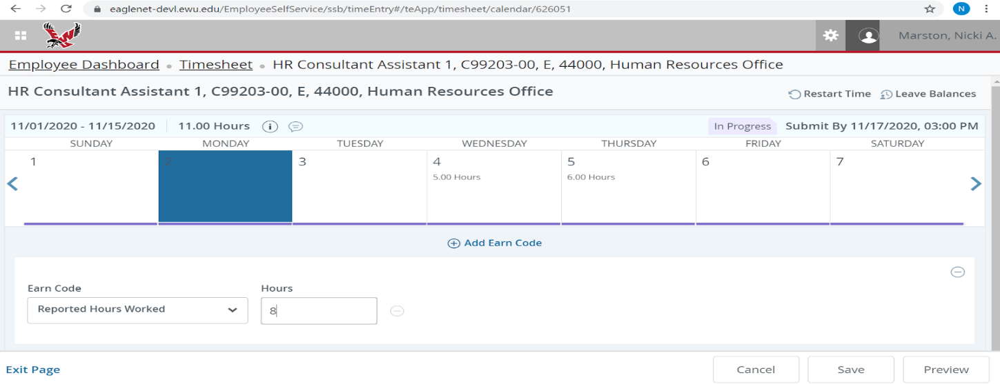 eaglenet-devl.ewu.edu/EmployeeSelfService/ssb/timeEntry#/teApp/timesheet/calendar/626051
N
Marston, Nicki A.
Employee Dashboard • Timesheet • HR Consultant Assistant 1, C99203-00, E, 44000, Human Resources Office
HR Consultant Assistant 1, C99203-00, E, 44000, Human Resources Office
Restart Time Leave Balances
11/01/2020 - 11/15/2020 11.00 Hours In Progress Submit By 11/17/2020, 03:00 PM
SUNDAY MONDAY TUESDAY WEDNESDAY THURSDAY FRIDAY SATURDAY
1 2 3 4 5 6 7
5.00 Hours 6.00 Hours
Add Earn Code
Earn Code Hours
Reported Hours Worked 8
Exit Page Cancel Save Preview